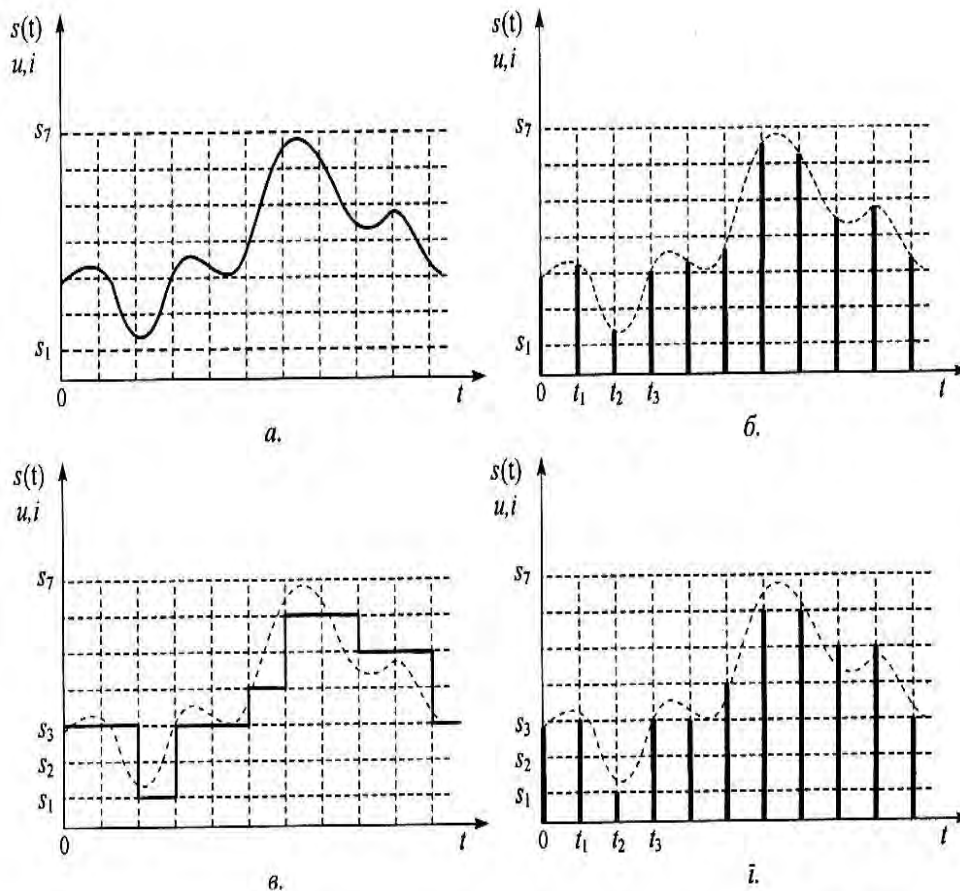 s(t)
u,i
s₇
s₁
0
t
а.
s(t)
u,i
s₇
s₁
0
t₁
t₂
t₃
t
б.
s(t)
u,i
s₇
s₃
s₂
s₁
0
t
в.
s(t)
u,i
s₇
s₃
s₂
s₁
0
t₁
t₂
t₃
t
ї.